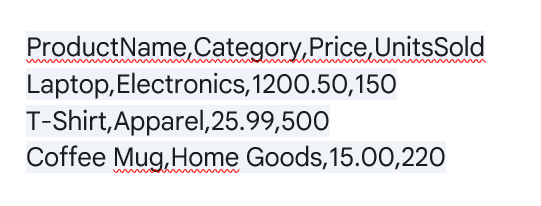 ProductName,Category,Price,UnitsSold
Laptop,Electronics,1200.50,150
T-Shirt,Apparel,25.99,500
Coffee Mug,Home Goods,15.00,220